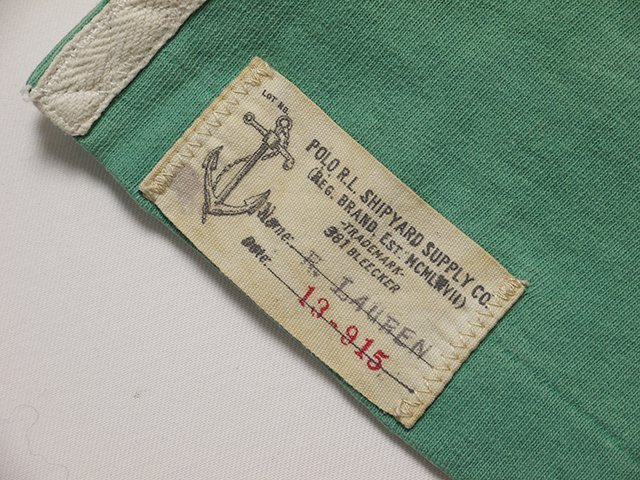 LOT NO.
POLO R.L. SHIPYARD SUPPLY CO.
(REG. BRAND, EST. MCMLXVII)
-TRADEMARK-
381 BLEECKER
Name. R. LAUREN
Date. 13-915